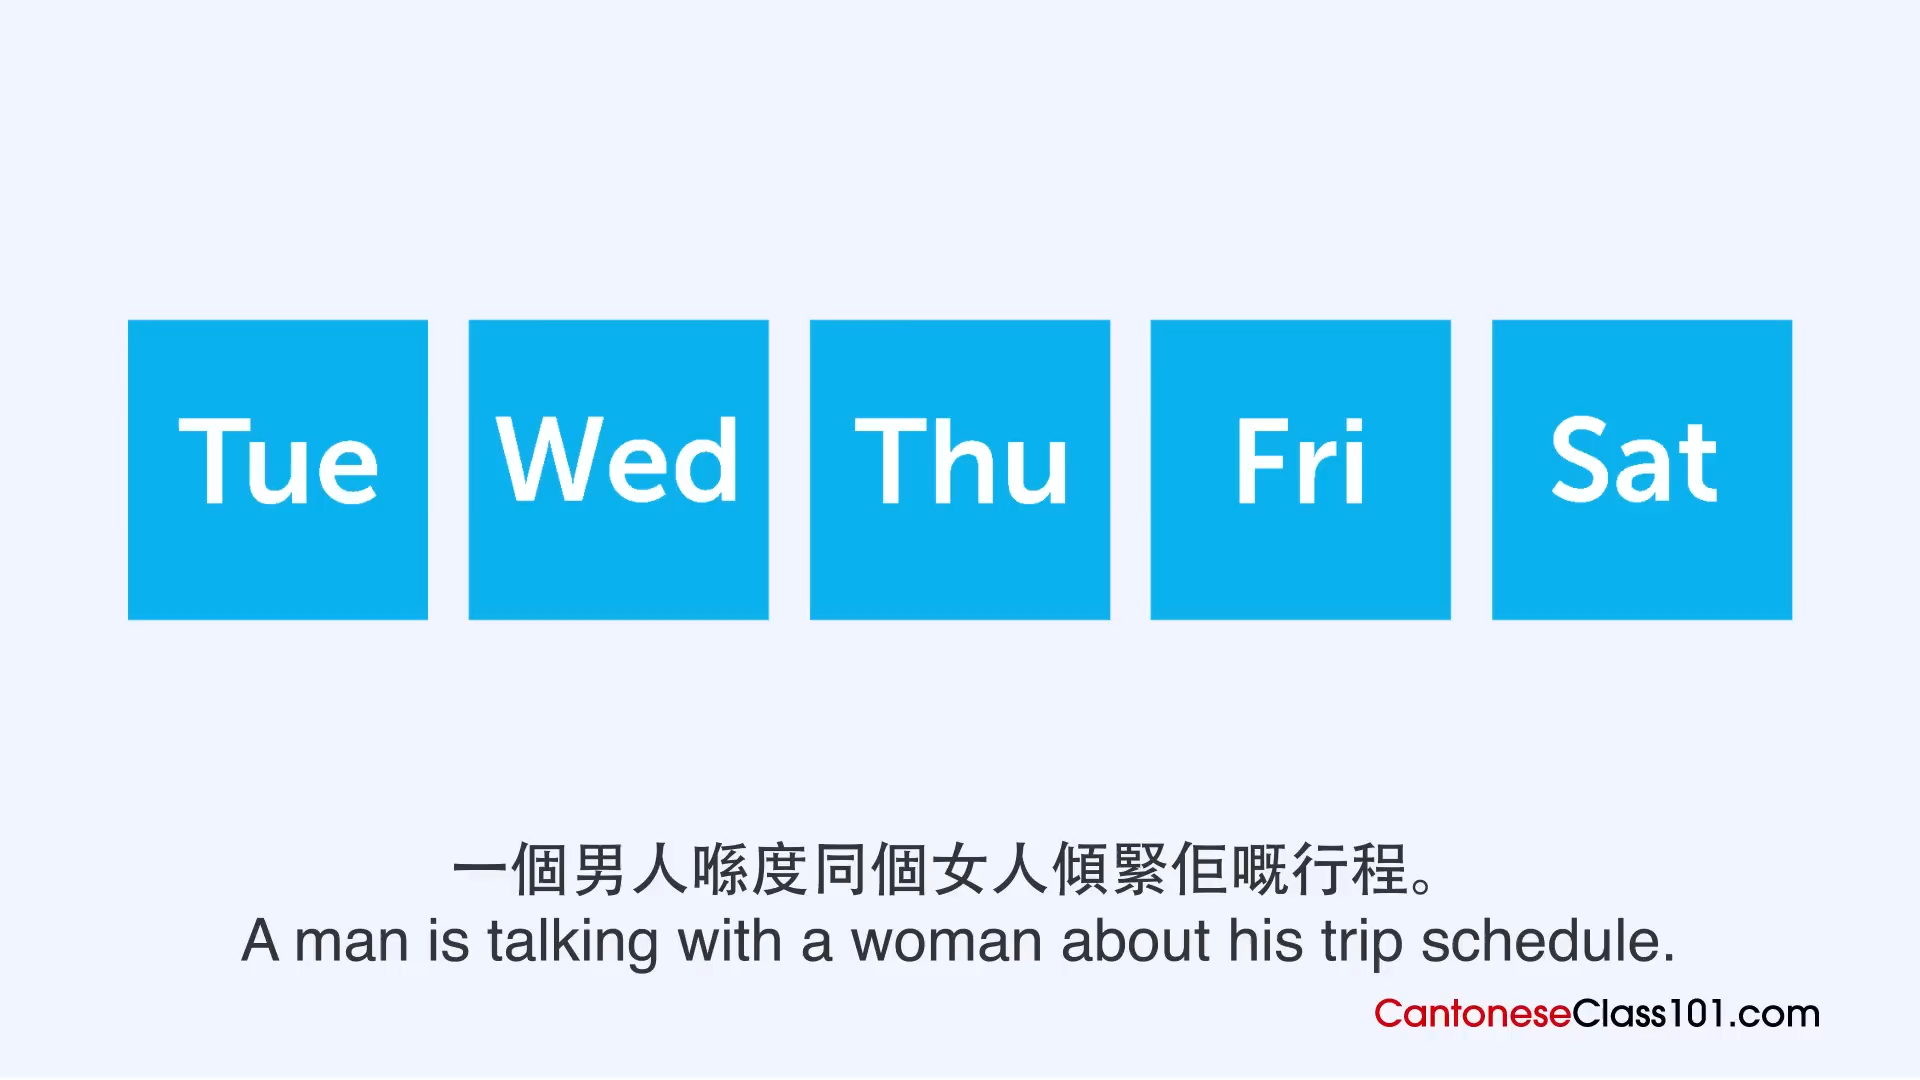 Tue Wed Thu Fri Sat
一個男人喺度同個女人傾緊佢嘅行程。
A man is talking with a woman about his trip schedule.
CantoneseClass101.com